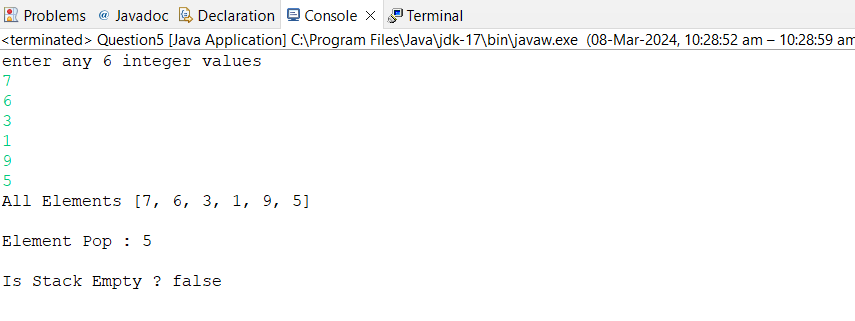 Problems @ Javadoc Declaration Console Terminal
<terminated> Question5 [Java Application] C:\Program Files\Java\jdk-17\bin\javaw.exe (08-Mar-2024, 10:28:52 am – 10:28:59 am
enter any 6 integer values
7
6
3
1
9
5
All Elements [7, 6, 3, 1, 9, 5]
Element Pop : 5
Is Stack Empty ? false